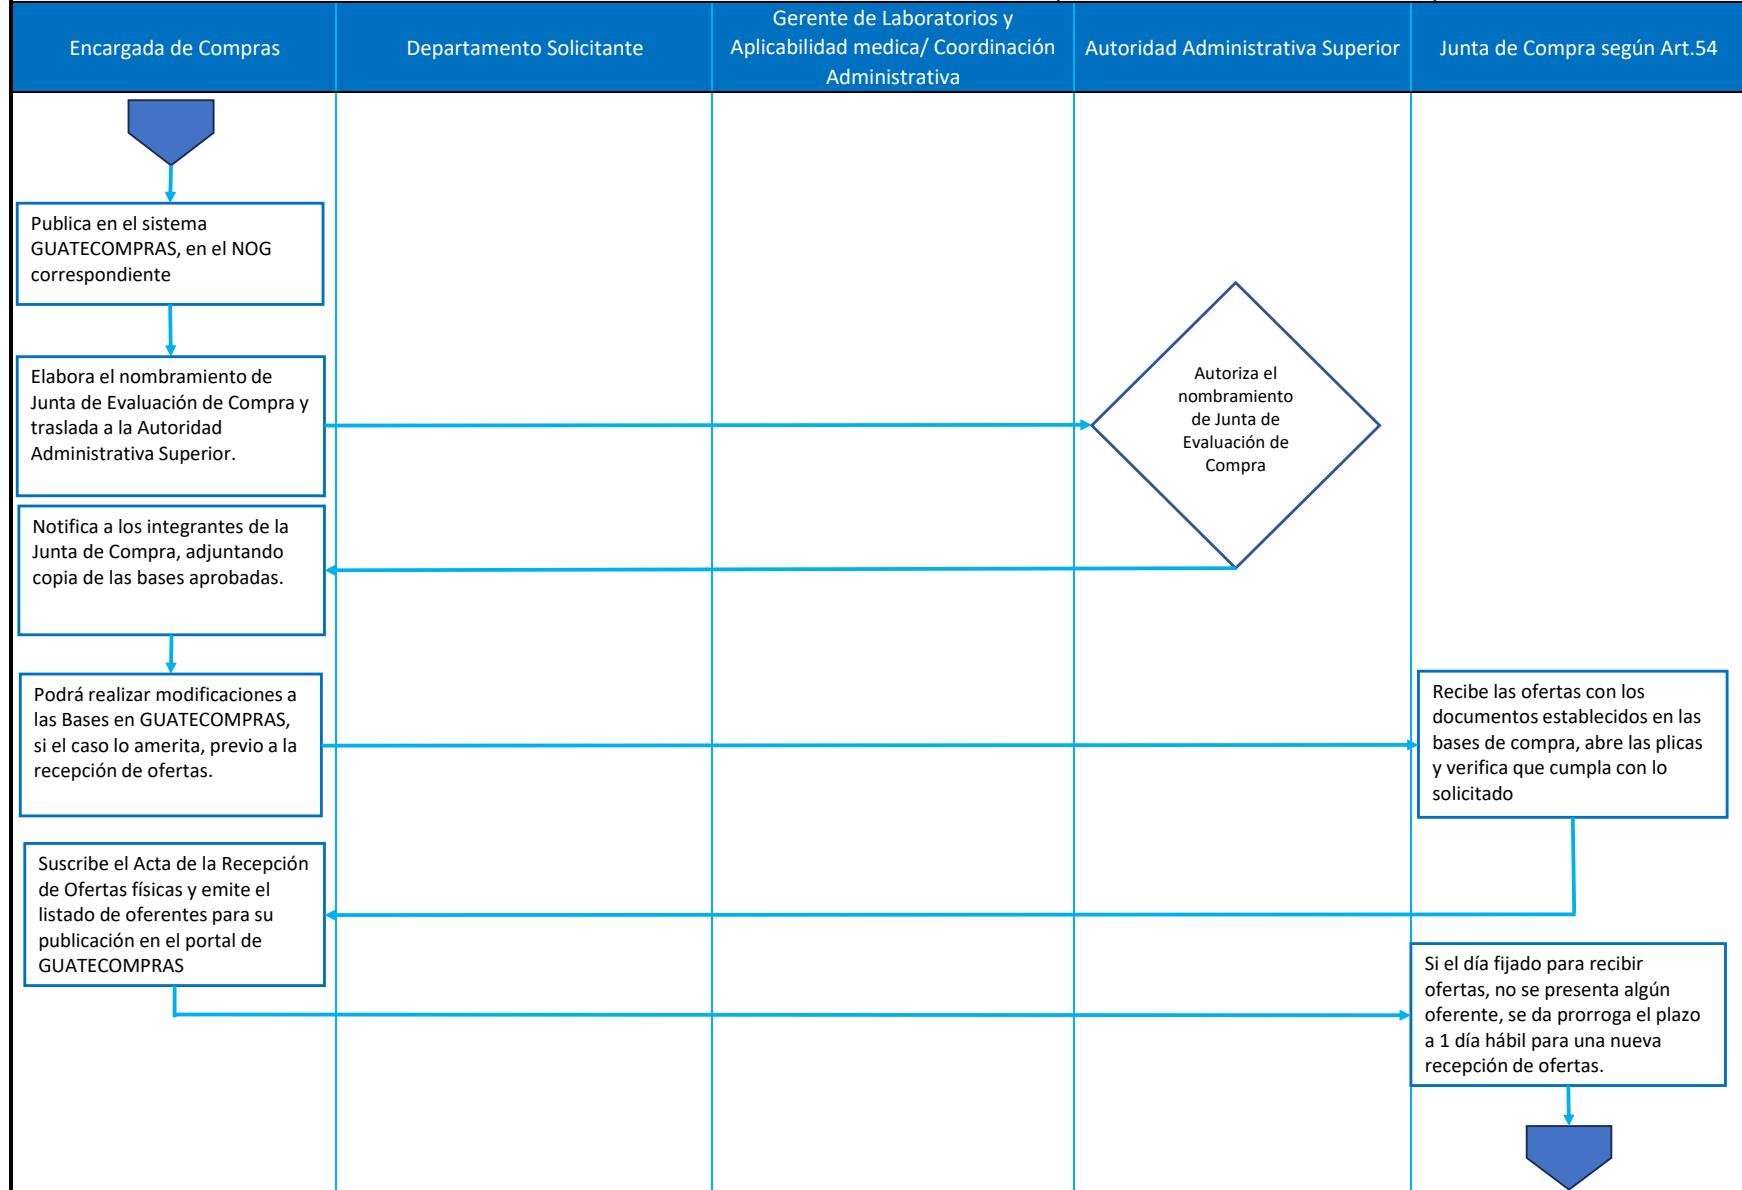 Encargada de Compras
Departamento Solicitante
Gerente de Laboratorios y
Aplicabilidad medica/ Coordinación
Administrativa
Autoridad Administrativa Superior
Junta de Compra según Art.54
Publica en el sistema
GUATECOMPRAS, en el NOG
correspondiente
Elabora el nombramiento de
Junta de Evaluación de Compra y
traslada a la Autoridad
Administrativa Superior.
Autoriza el
nombramiento
de Junta de
Evaluación de
Compra
Notifica a los integrantes de la
Junta de Compra, adjuntando
copia de las bases aprobadas.
Podrá realizar modificaciones a
las Bases en GUATECOMPRAS,
si el caso lo amerita, previo a la
recepción de ofertas.
Recibe las ofertas con los
documentos establecidos en las
bases de compra, abre las plicas
y verifica que cumpla con lo
solicitado
Suscribe el Acta de la Recepción
de Ofertas físicas y emite el
listado de oferentes para su
publicación en el portal de
GUATECOMPRAS
Si el día fijado para recibir
ofertas, no se presenta algún
oferente, se da prorroga el plazo
a 1 día hábil para una nueva
recepción de ofertas.